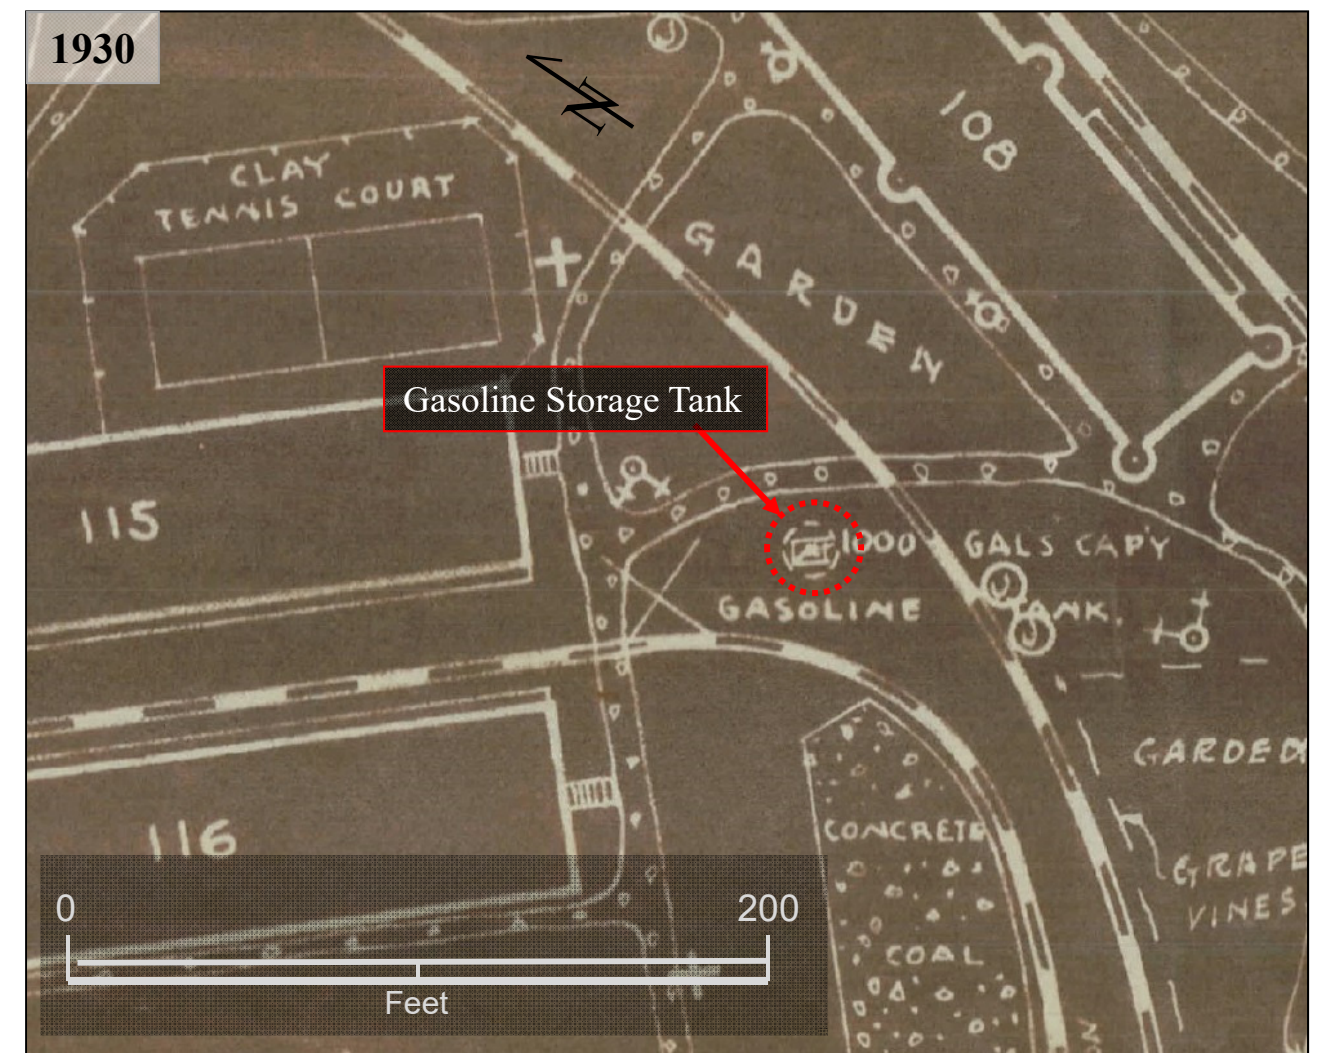 1930
N
108
CLAY
TENNIS COURT
GARDEN
Gasoline Storage Tank
115
1000 GALS CAP'Y
GASOLINE TANK.
J
J
J
GARDED
116
CONCRETE
GRAPE
VINES
COAL
0 200
Feet